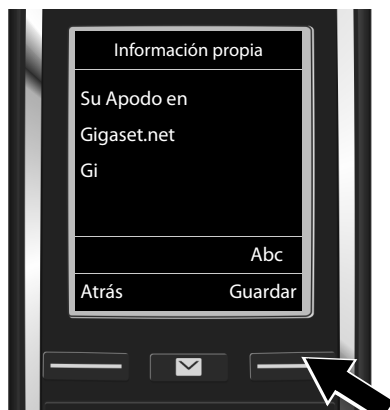 Información propia
Su Apodo en
Gigaset.net
Gi
Abc
Atrás Guardar